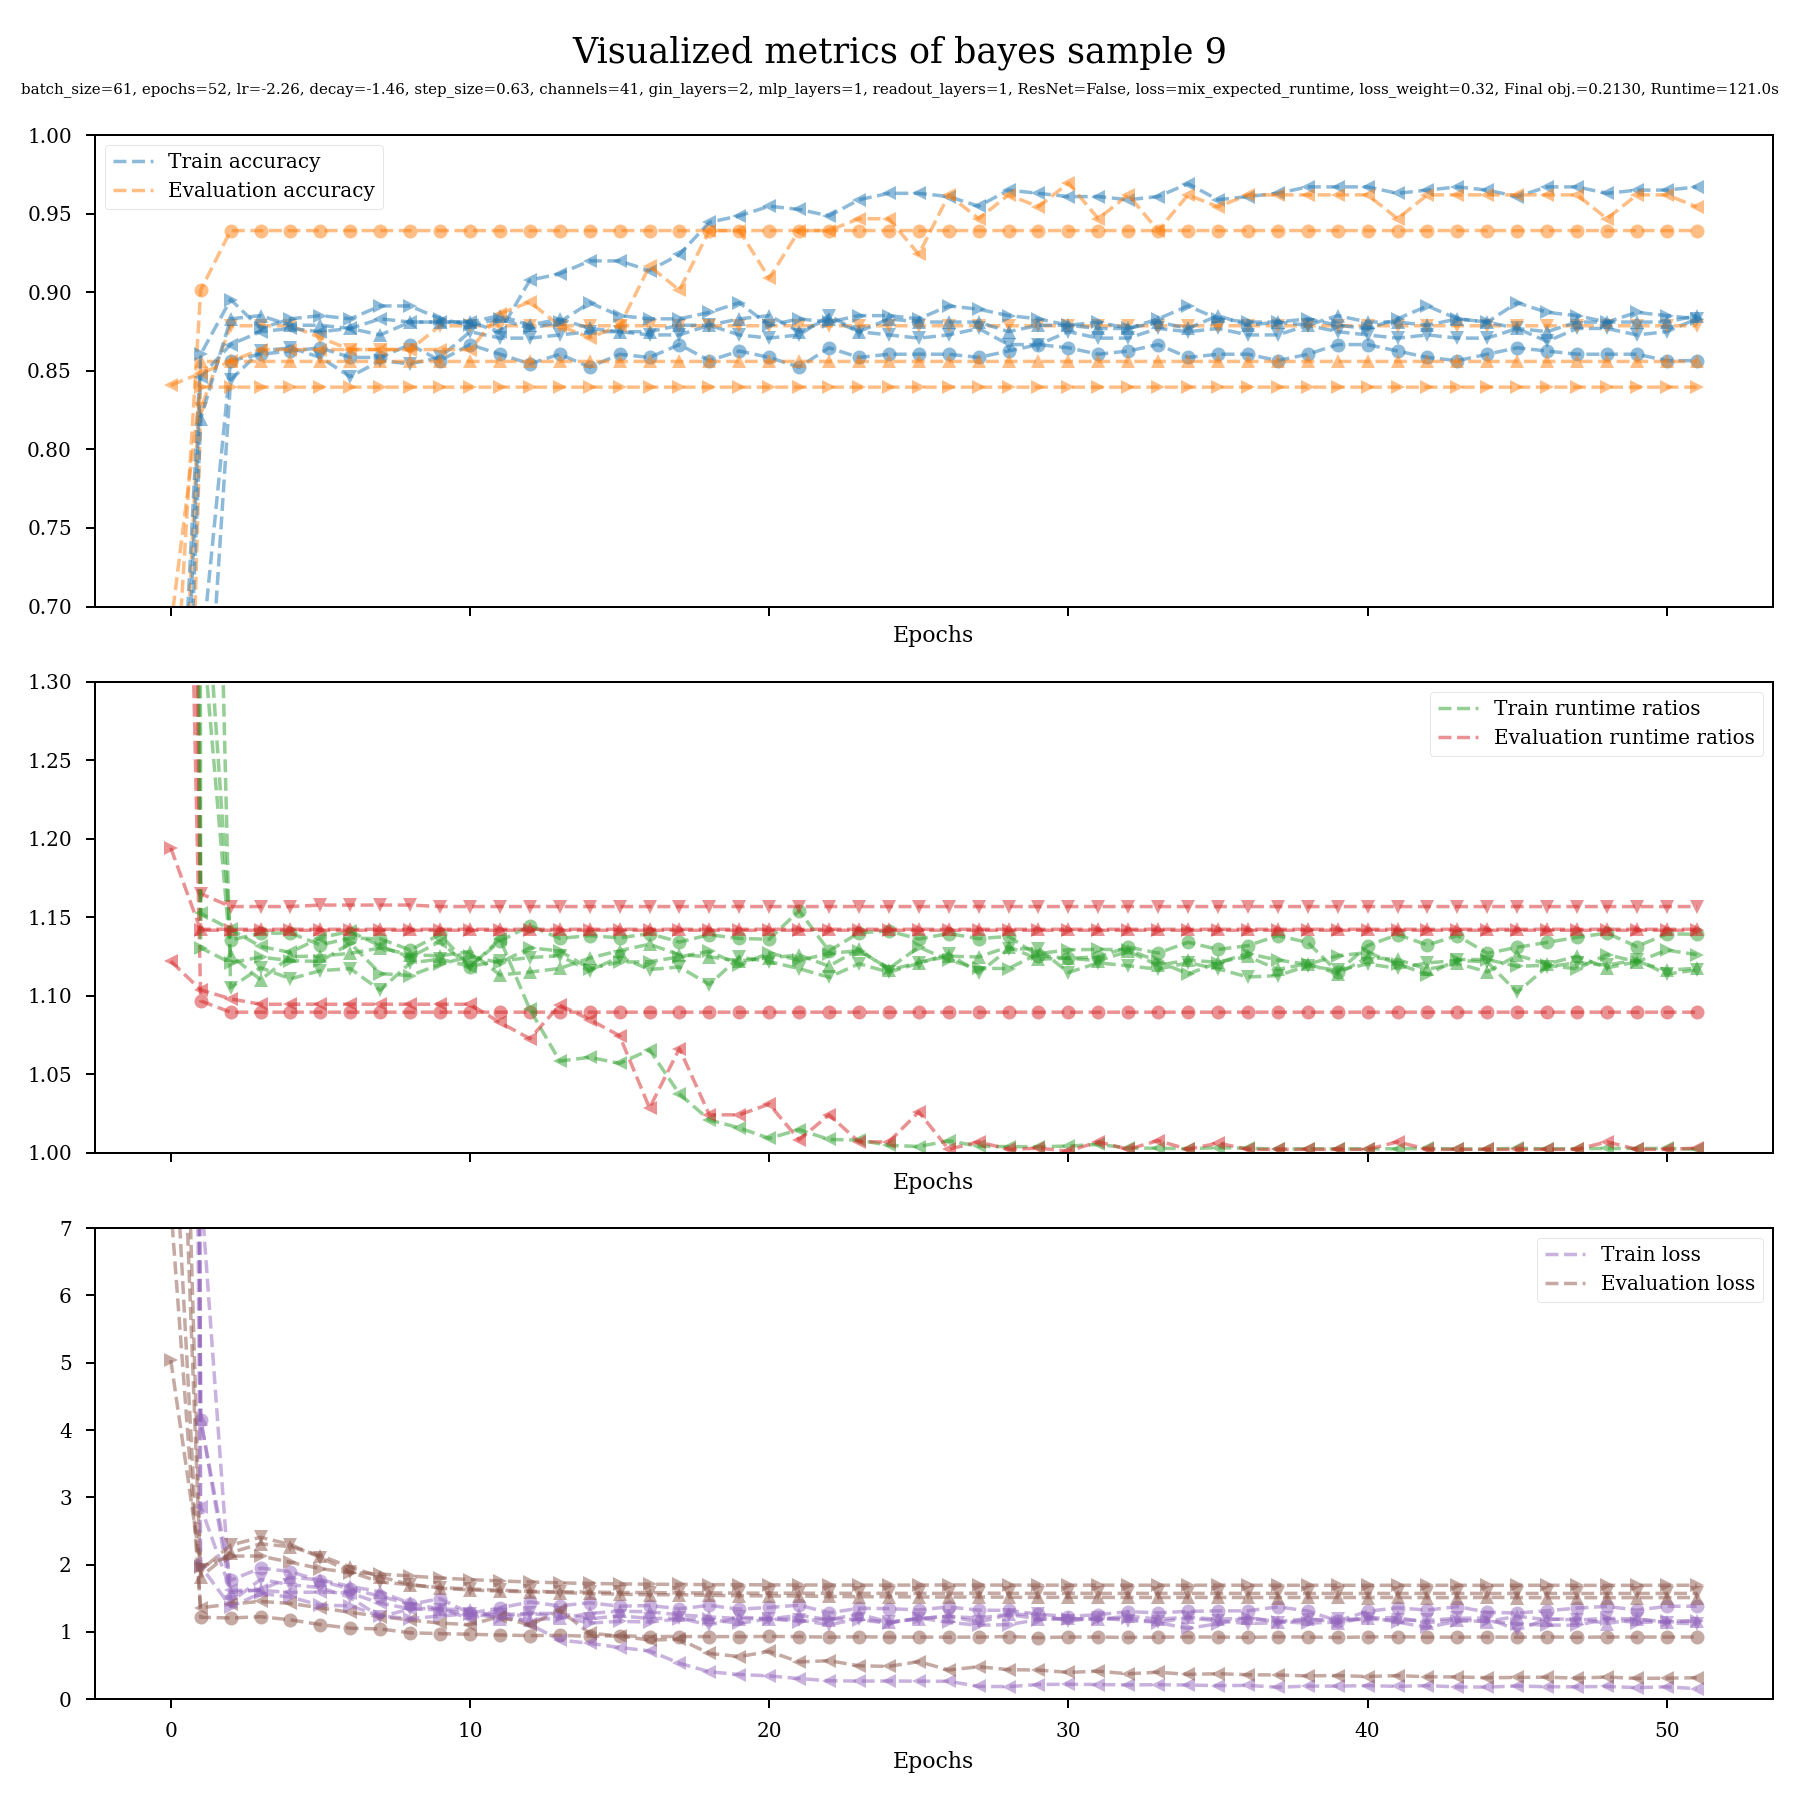 Visualized metrics of bayes sample 9
batch_size=61, epochs=52, lr=-2.26, decay=-1.46, step_size=0.63, channels=41, gin_layers=2, mlp_layers=1, readout_layers=1, ResNet=False, loss=mix_expected_runtime, loss_weight=0.32, Final obj.=0.2130, Runtime=121.0s
1.00
0.95
0.90
0.85
0.80
0.75
0.70
Train accuracy
Evaluation accuracy
Epochs
1.30
1.25
1.20
1.15
1.10
1.05
1.00
Train runtime ratios
Evaluation runtime ratios
Epochs
7
6
5
4
3
2
1
0
Train loss
Evaluation loss
0 10 20 30 40 50
Epochs